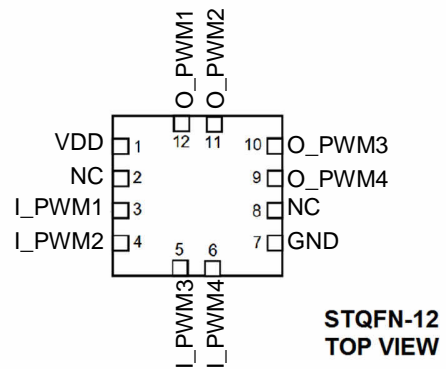 O_PWM1
O_PWM2
12
11
VDD 1
NC 2
I_PWM1 3
I_PWM2 4
10 O_PWM3
9 O_PWM4
8 NC
7 GND
5
6
I_PWM3
I_PWM4
STQFN-12
TOP VIEW